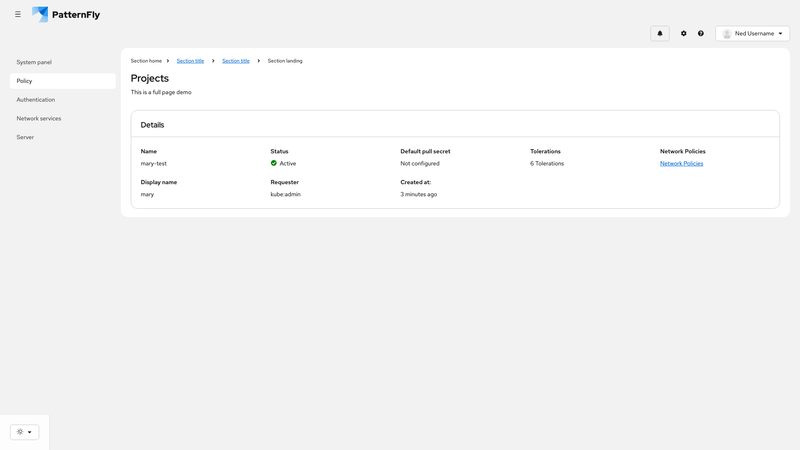 PatternFly
Ned Username
System panel
Policy
Authentication
Network services
Server
Section home
Section title
Section title
Section landing
Projects
This is a full page demo
Details
Name
mary-test
Status
Active
Default pull secret
Not configured
Tolerations
6 Tolerations
Network Policies
Network Policies
Display name
mary
Requester
kube:admin
Created at:
3 minutes ago